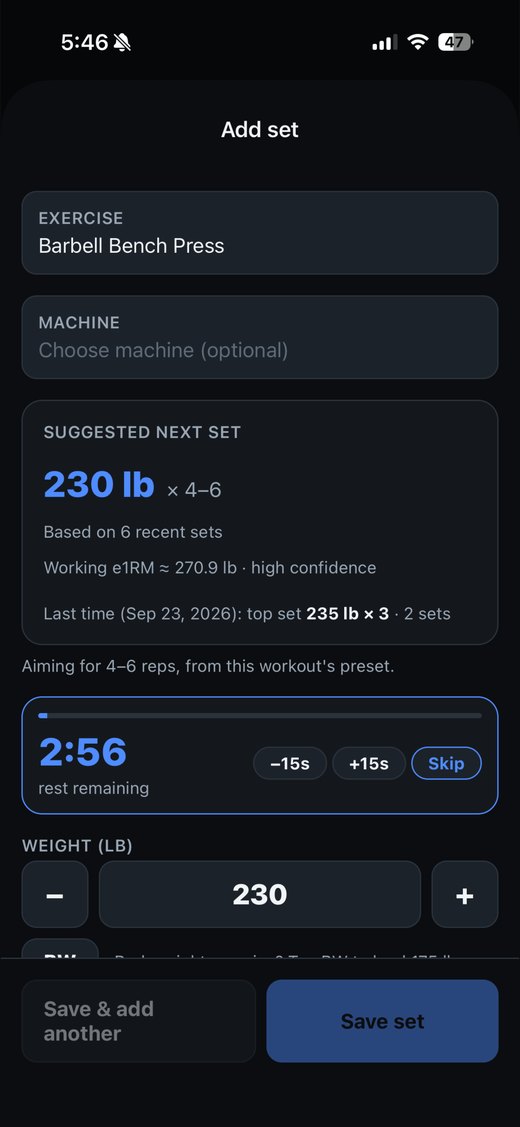 5:46
47
Add set
EXERCISE
Barbell Bench Press
MACHINE
Choose machine (optional)
SUGGESTED NEXT SET
230 lb × 4–6
Based on 6 recent sets
Working e1RM ≈ 270.9 lb · high confidence
Last time (Sep 23, 2026): top set 235 lb × 3 · 2 sets
Aiming for 4–6 reps, from this workout's preset.
2:56
rest remaining
−15s
+15s
Skip
WEIGHT (LB)
−
230
+
BW
Save & add
another
Save set